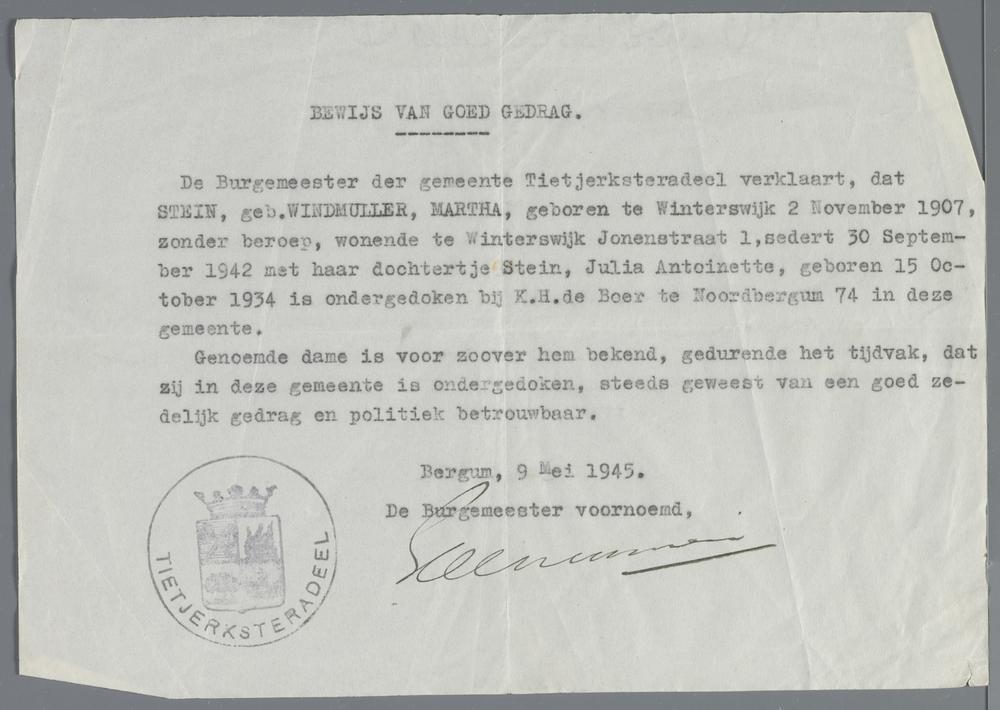 BEWIJS VAN GOED GEDRAG.
De Burgemeester der gemeente Tietjerksteradeel verklaart, dat
STEIN, geb.WINDMULLER, MARTHA, geboren te Winterswijk 2 November 1907,
zonder beroep, wonende te Winterswijk Jonenstraat 1,sedert 30 Septem-
ber 1942 met haar dochtertje Stein, Julia Antoinette, geboren 15 Oc-
tober 1934 is ondergedoken bij K.H.de Boer te Noordbergum 74 in deze
gemeente.
Genoemde dame is voor zoover hem bekend, gedurende het tijdvak, dat
zij in deze gemeente is ondergedoken, steeds geweest van een goed ze-
delijk gedrag en politiek betrouwbaar.
Bergum, 9 Mei 1945.
De Burgemeester voornoemd,
TIETJERKSTERADEEL